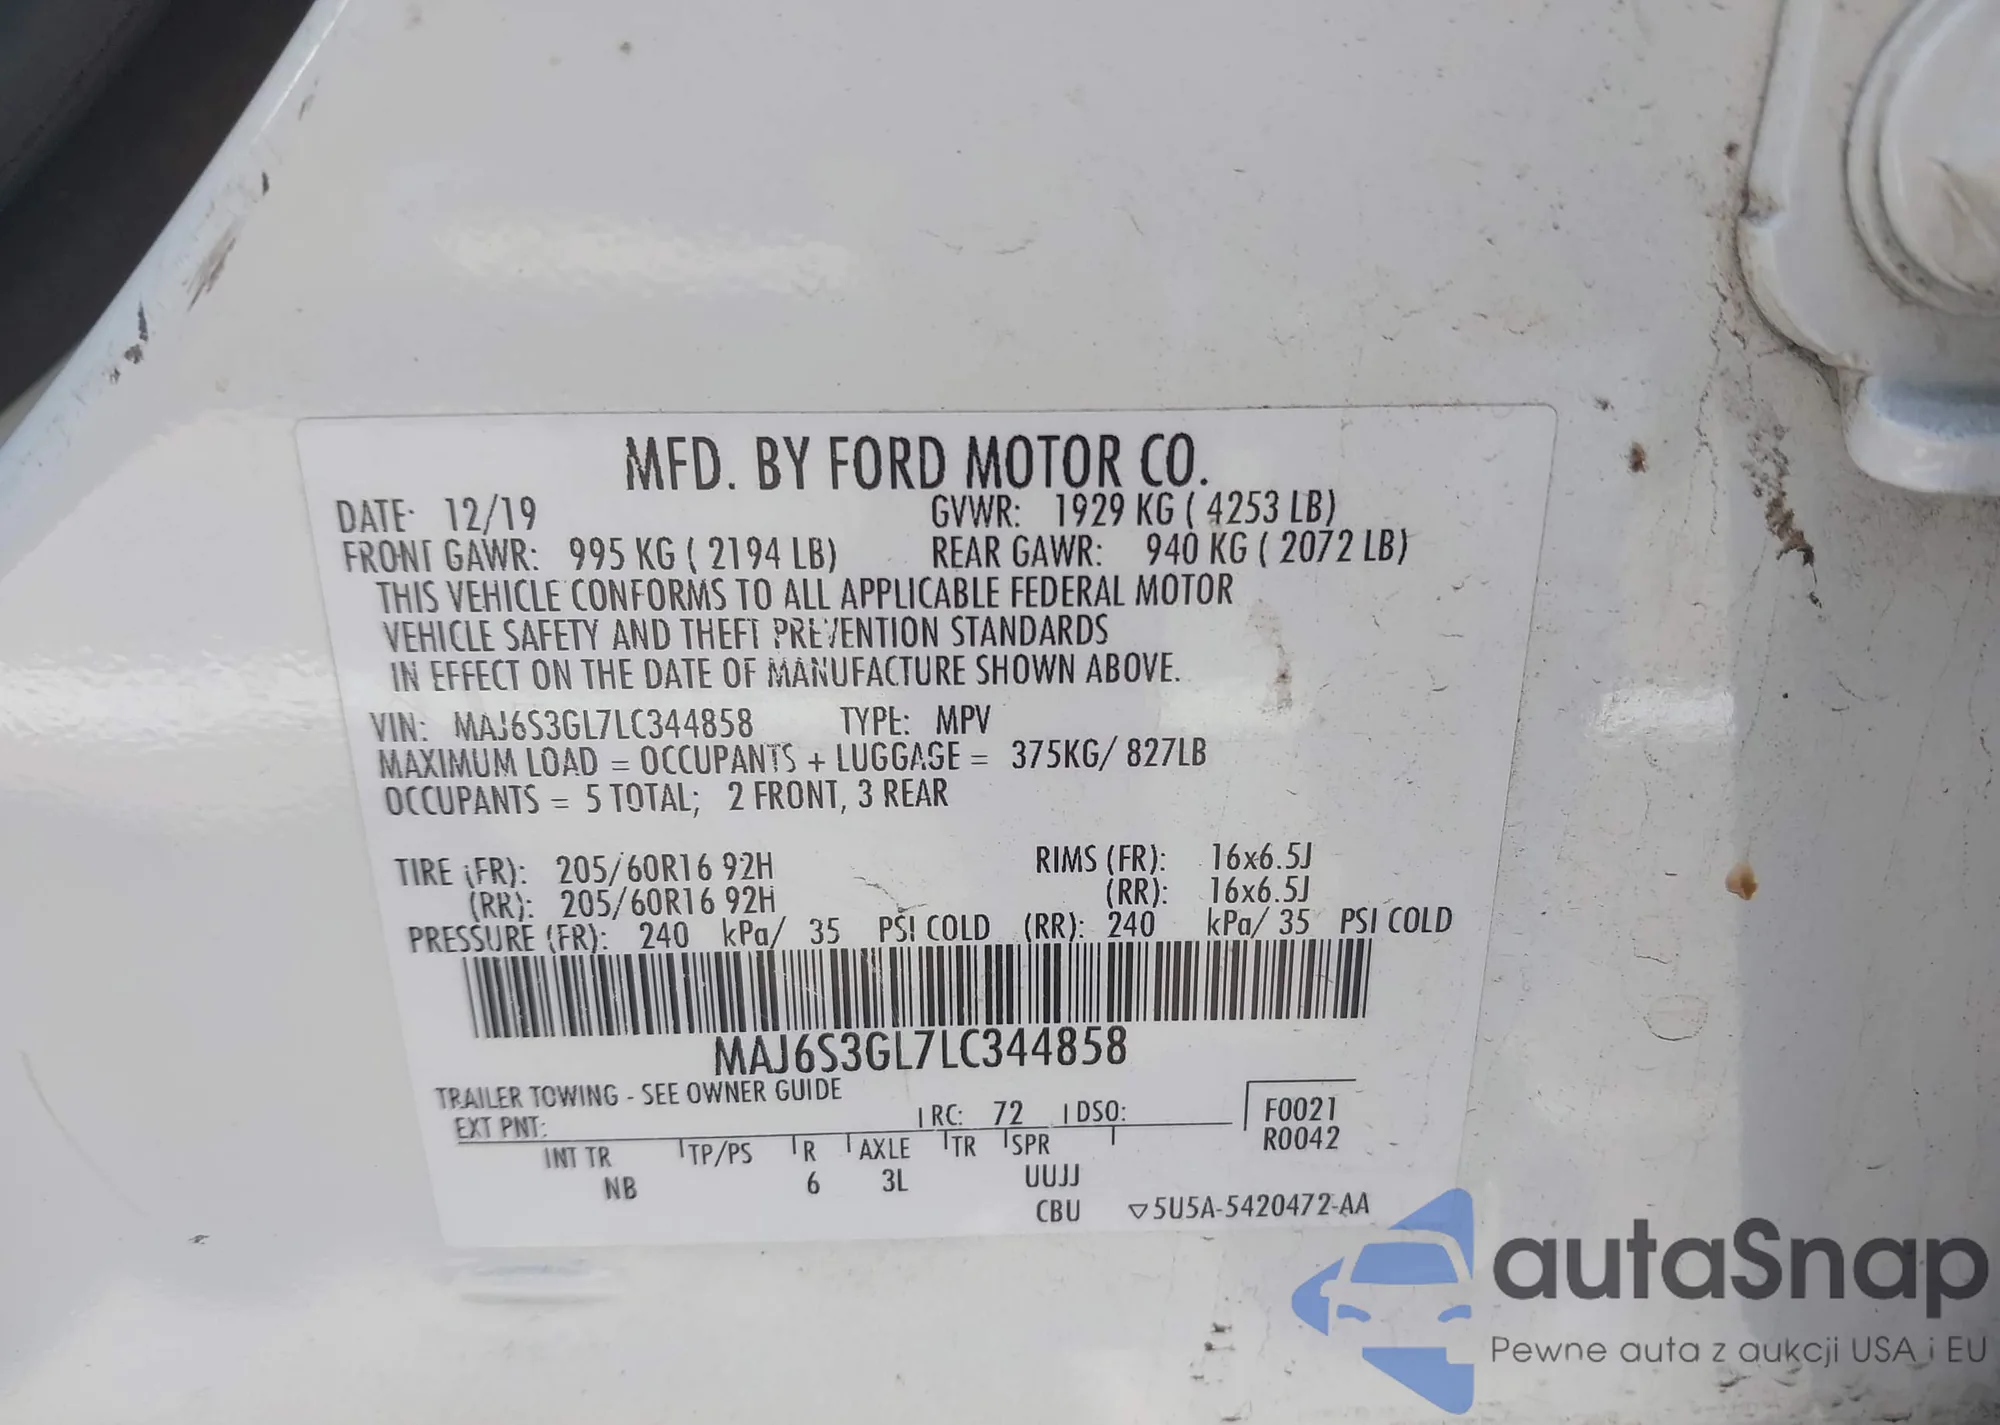 MFD. BY FORD MOTOR CO.
DATE: 12/19 GVWR: 1929 KG ( 4253 LB)
FRONT GAWR: 995 KG ( 2194 LB) REAR GAWR: 940 KG ( 2072 LB)
THIS VEHICLE CONFORMS TO ALL APPLICABLE FEDERAL MOTOR
VEHICLE SAFETY AND THEFT PREVENTION STANDARDS
IN EFFECT ON THE DATE OF MANUFACTURE SHOWN ABOVE.
VIN: MAJ6S3GL7LC344858 TYPE: MPV
MAXIMUM LOAD = OCCUPANTS + LUGGAGE = 375KG/ 827LB
OCCUPANTS = 5 TOTAL; 2 FRONT, 3 REAR
TIRE (FR): 205/60R16 92H RIMS (FR): 16x6.5J
(RR): 205/60R16 92H (RR): 16x6.5J
PRESSURE (FR): 240 kPa/ 35 PSI COLD (RR): 240 kPa/ 35 PSI COLD
MAJ6S3GL7LC344858
TRAILER TOWING - SEE OWNER GUIDE
EXT PNT: RC: 72 DSO: F0021
R0042
INT TR TP/PS R AXLE TR SPR
NB 6 3L UUJJ
CBU ▽5U5A-5420472-AA
autaSnap
Pewne auta z aukcji USA i EU